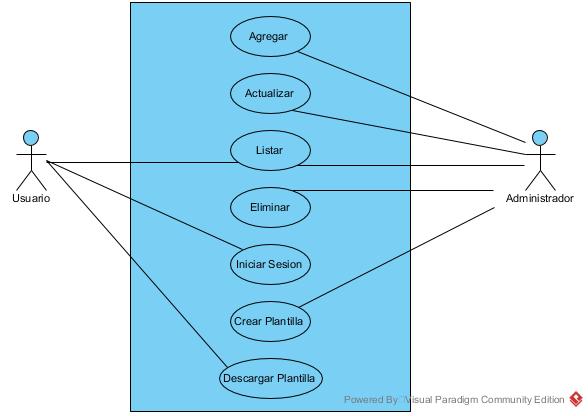 Agregar
Actualizar
Listar
Eliminar
Usuario
Administrador
Iniciar Sesion
Crear Plantilla
Descargar Plantilla
Powered By Visual Paradigm Community Edition